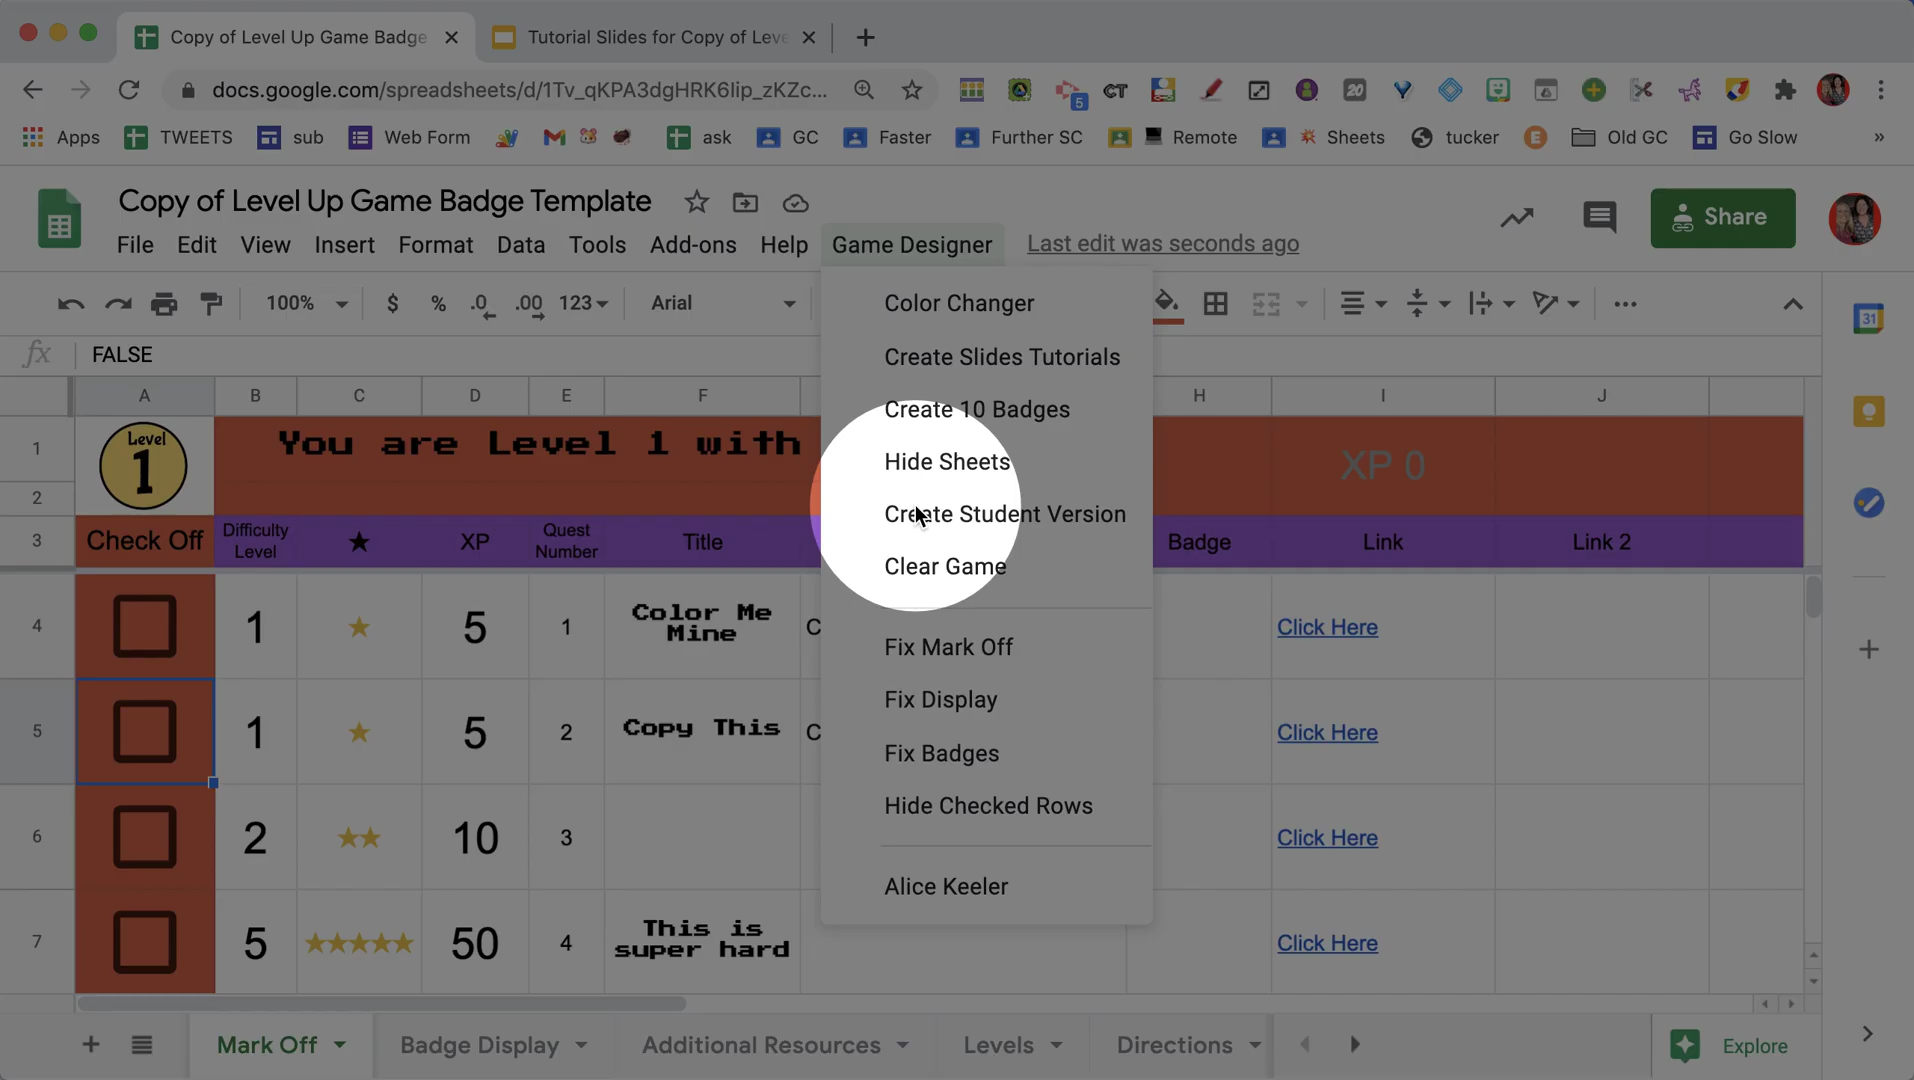 Copy of Level Up Game Badge
Tutorial Slides for Copy of Leve
docs.google.com/spreadsheets/d/1Tv_qKPA3dgHRK6lip_zKZc...
5
CT
20
Apps
TWEETS
sub
Web Form
ask
GC
Faster
Further SC
Remote
Sheets
tucker
E
Old GC
Go Slow
»
Copy of Level Up Game Badge Template
Share
File Edit View Insert Format Data Tools Add-ons Help Game Designer Last edit was seconds ago
100% $ % .0 .00 123 Arial
31
fx FALSE
A B C D E F H I J
Color Changer
Create Slides Tutorials
Create 10 Badges
Hide Sheets
Create Student Version
Clear Game
Fix Mark Off
Fix Display
Fix Badges
Hide Checked Rows
Alice Keeler
1 Level 1 You are Level 1 with XP 0
2
3 Check Off Difficulty Level ★ XP Quest Number Title Badge Link Link 2
4 1 ★ 5 1 Color Me Mine C Click Here
5 1 ★ 5 2 Copy This C Click Here
6 2 ★★ 10 3 Click Here
7 5 ★★★★★ 50 4 This is super hard Click Here
Mark Off Badge Display Additional Resources Levels Directions Explore